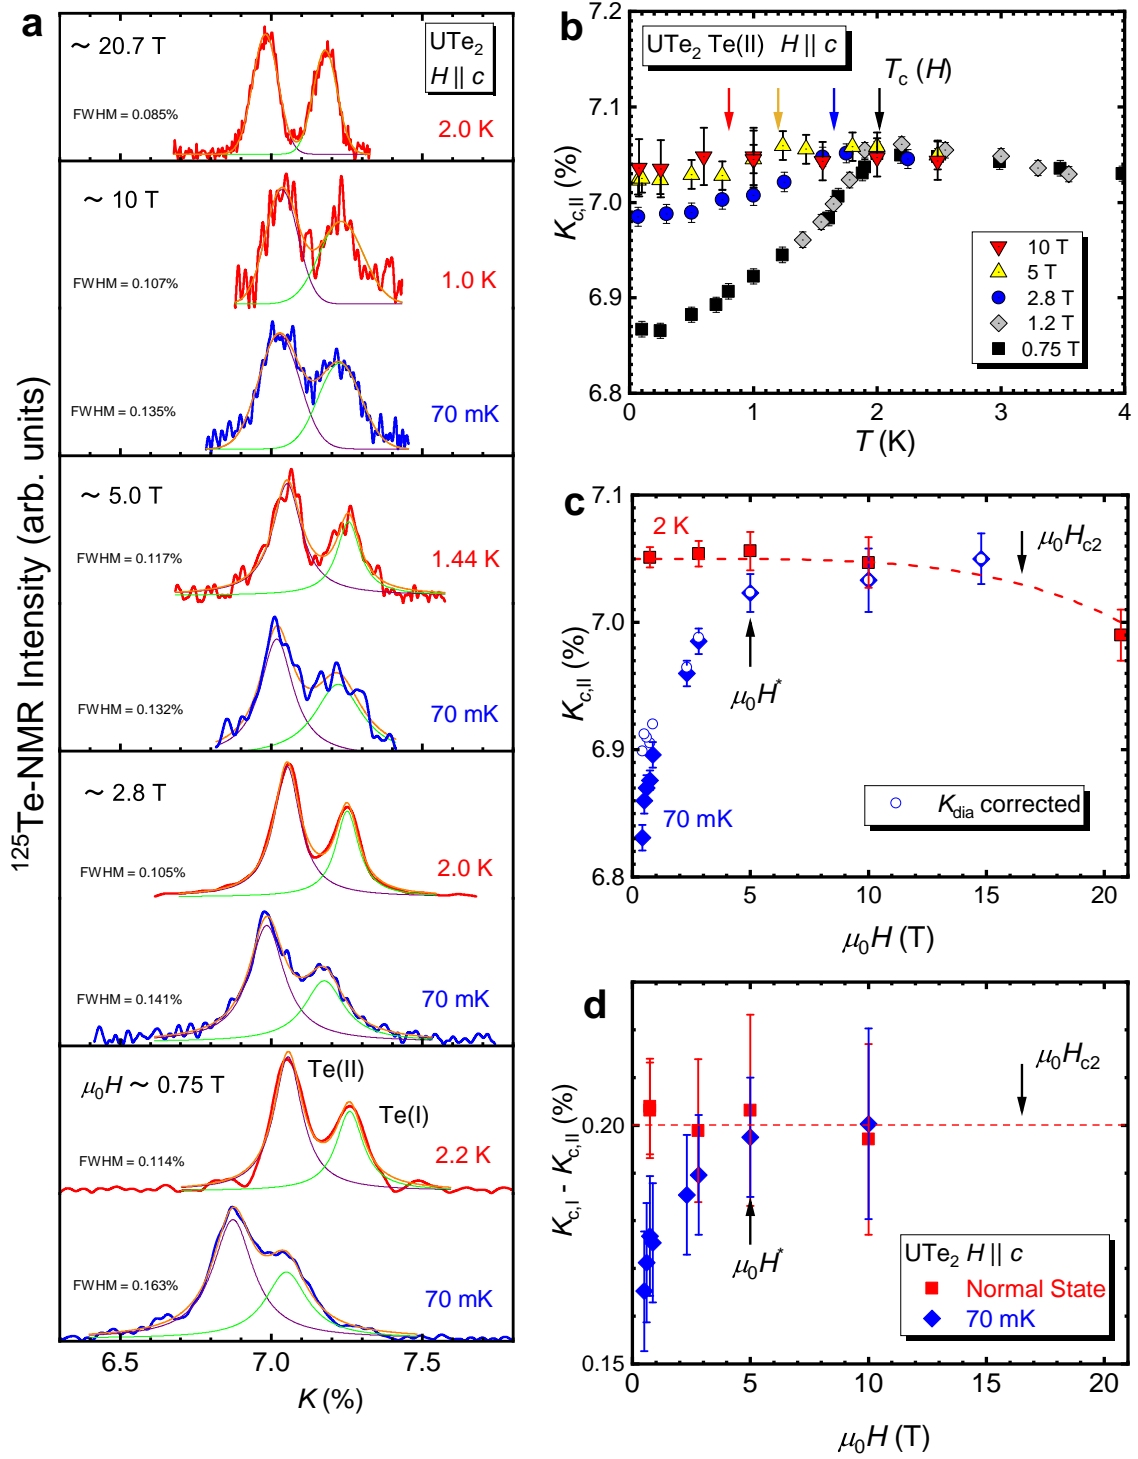 a
~ 20.7 T
UTe2
H || c
FWHM = 0.085%
2.0 K
~ 10 T
FWHM = 0.107%
1.0 K
FWHM = 0.135%
70 mK
~ 5.0 T
FWHM = 0.117%
1.44 K
FWHM = 0.132%
70 mK
~ 2.8 T
FWHM = 0.105%
2.0 K
FWHM = 0.141%
70 mK
μ0H ~ 0.75 T
Te(II)
Te(I)
FWHM = 0.114%
2.2 K
FWHM = 0.163%
70 mK
6.5 7.0 7.5
K (%)
125Te-NMR Intensity (arb. units)
b
UTe2 Te(II) H || c
Tc (H)
10 T
5 T
2.8 T
1.2 T
0.75 T
7.2
7.1
7.0
6.9
6.8
0 1 2 3 4
T (K)
Kc,II (%)
c
2 K
μ0Hc2
μ0H*
70 mK
Kdia corrected
7.1
7.0
6.9
6.8
0 5 10 15 20
μ0H (T)
Kc,II (%)
d
μ0Hc2
μ0H*
UTe2 H || c
Normal State
70 mK
0.20
0.15
0 5 10 15 20
μ0H (T)
Kc,I - Kc,II (%)